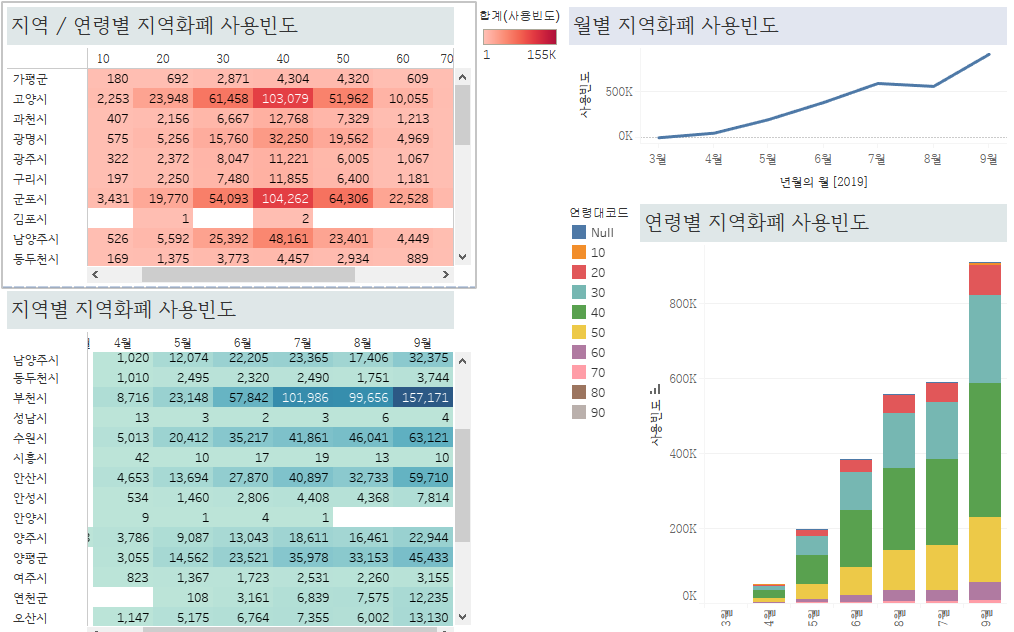 지역 / 연령별 지역화폐 사용빈도
10 20 30 40 50 60 70
가평군 180 692 2,871 4,304 4,320 609
고양시 2,253 23,948 61,458 103,079 51,962 10,055
과천시 407 2,156 6,667 12,768 7,329 1,213
광명시 575 5,256 15,760 32,250 19,562 4,969
광주시 322 2,372 8,047 11,221 6,005 1,067
구리시 197 2,250 7,480 11,855 6,400 1,181
군포시 3,431 19,770 54,093 104,262 64,306 22,528
김포시 1 2
남양주시 526 5,592 25,392 48,161 23,401 4,449
동두천시 169 1,375 3,773 4,457 2,934 889
합계(사용빈도)
1 155K
월별 지역화폐 사용빈도
사용빈도
500K
0K
3월 4월 5월 6월 7월 8월 9월
년월의 월 [2019]
지역별 지역화폐 사용빈도
4월 5월 6월 7월 8월 9월
남양주시 1,020 12,074 22,205 23,365 17,406 32,375
동두천시 1,010 2,495 2,320 2,490 1,751 3,744
부천시 8,716 23,148 57,842 101,986 99,656 157,171
성남시 13 3 2 3 6 4
수원시 5,013 20,412 35,217 41,861 46,041 63,121
시흥시 42 10 17 19 13 10
안산시 4,653 13,694 27,870 40,897 32,733 59,710
안성시 534 1,460 2,806 4,408 4,368 7,814
안양시 9 1 4 1
양주시 3,786 9,087 13,043 18,611 16,461 22,944
양평군 3,055 14,562 23,521 35,978 33,153 45,433
여주시 823 1,367 1,723 2,531 2,260 3,155
연천군 108 3,161 6,839 7,575 12,235
오산시 1,147 5,175 6,764 7,355 6,002 13,130
연령대코드
Null
10
20
30
40
50
60
70
80
90
연령별 지역화폐 사용빈도
사용빈도
800K
600K
400K
200K
0K
3월 4월 5월 6월 8월 7월 9월